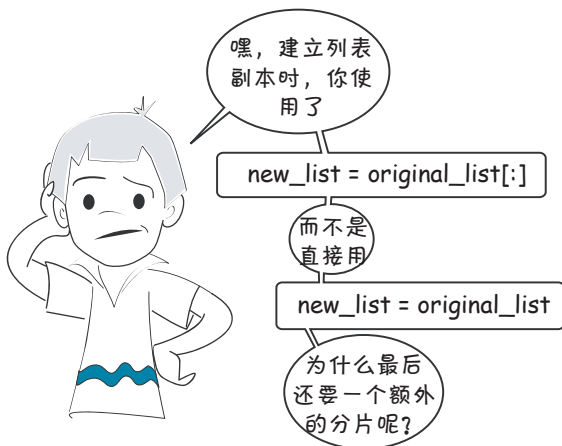 嘿，建立列表
副本时，你使
用了
new_list = original_list[:]
而不是
直接用
new_list = original_list
为什么最后
还要一个额外
的分片呢？